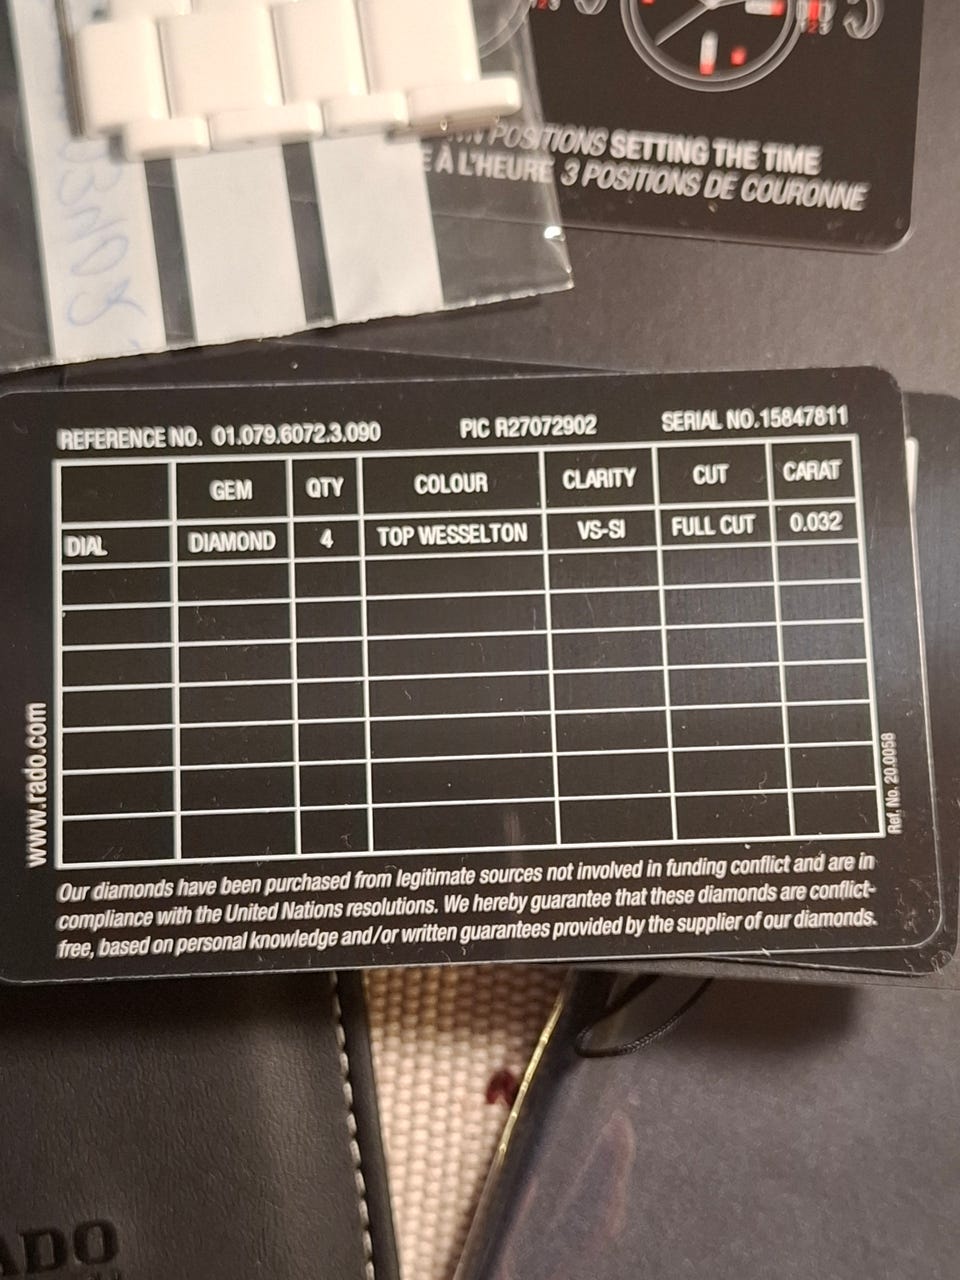 POSITIONS SETTING THE TIME
À L'HEURE 3 POSITIONS DE COURONNE
REFERENCE NO. 01.079.6072.3.090 PIC R27072902 SERIAL NO.15847811
GEM QTY COLOUR CLARITY CUT CARAT
DIAL DIAMOND 4 TOP WESSELTON VS-SI FULL CUT 0.032
www.rado.com
Ref. No. 20.0058
Our diamonds have been purchased from legitimate sources not involved in funding conflict and are in
compliance with the United Nations resolutions. We hereby guarantee that these diamonds are conflict-
free, based on personal knowledge and/or written guarantees provided by the supplier of our diamonds.
ADO